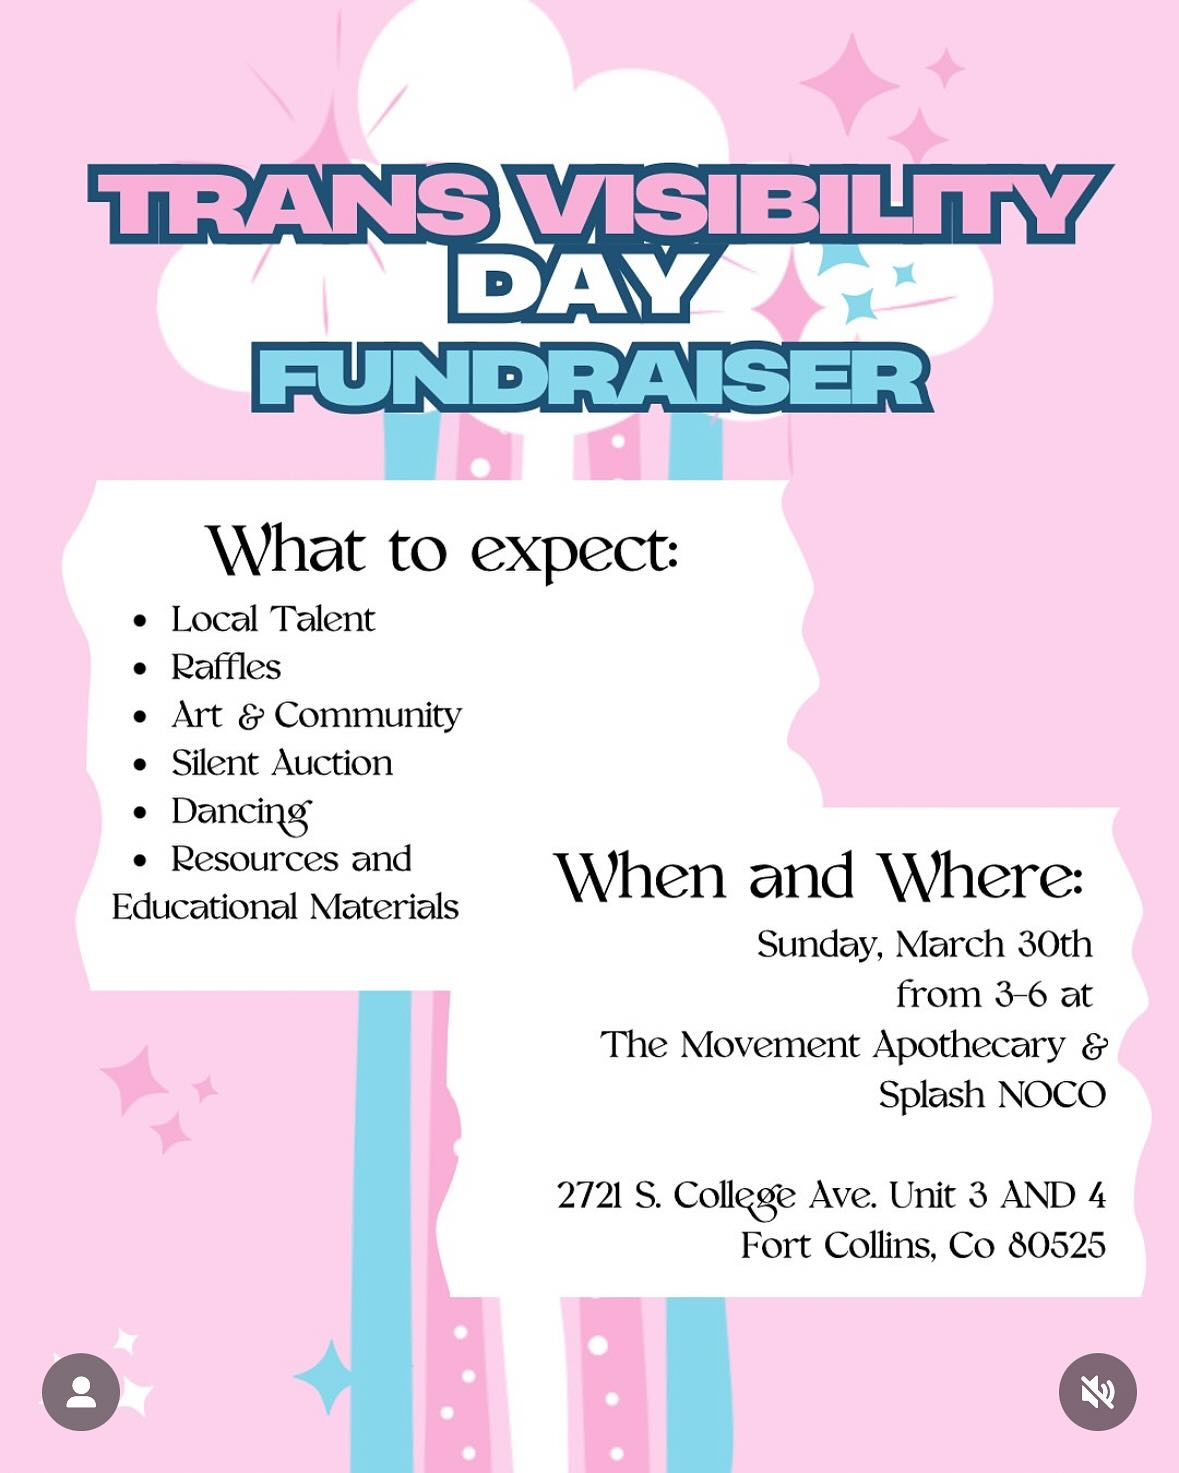 TRANS VISIBILITY
DAY
FUNDRAISER
What to expect:
• Local Talent
• Raffles
• Art & Community
• Silent Auction
• Dancing
• Resources and
Educational Materials
When and Where:
Sunday, March 30th
from 3-6 at
The Movement Apothecary &
Splash NOCO
2721 S. College Ave. Unit 3 AND 4
Fort Collins, Co 80525